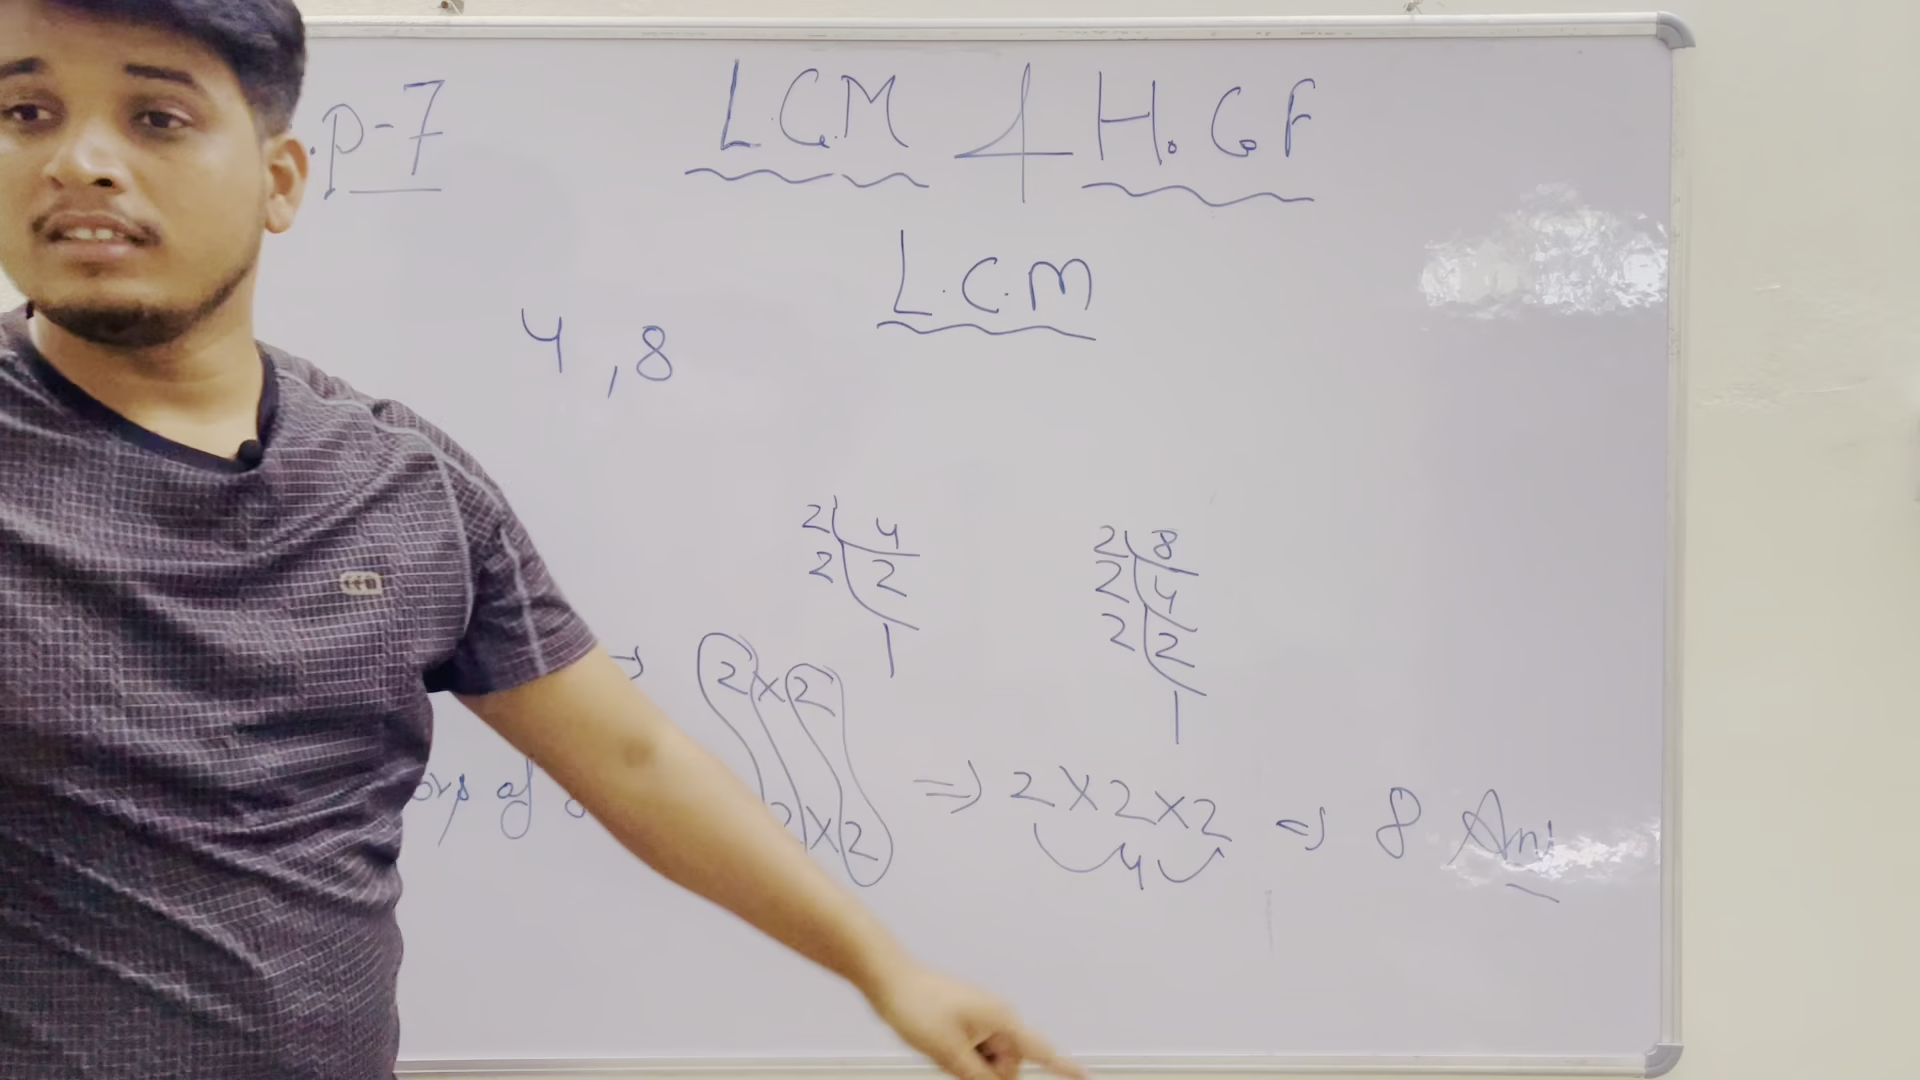 .p-7
L.C.M & H.C.F
L.C.M
4, 8
2 4
2 2
1
2 8
2 4
2 2
1
→ 2×2
ors of
2×2
⇒ 2×2×2 ⇒ 8 Ans
4